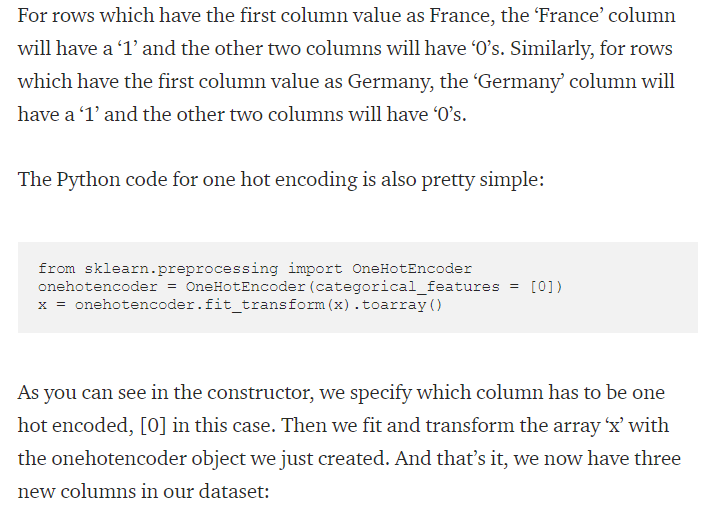 For rows which have the first column value as France, the ‘France’ column
will have a ‘1’ and the other two columns will have ‘0’s. Similarly, for rows
which have the first column value as Germany, the ‘Germany’ column will
have a ‘1’ and the other two columns will have ‘0’s.
The Python code for one hot encoding is also pretty simple:
from sklearn.preprocessing import OneHotEncoder
onehotencoder = OneHotEncoder(categorical_features = [0])
x = onehotencoder.fit_transform(x).toarray()
As you can see in the constructor, we specify which column has to be one
hot encoded, [0] in this case. Then we fit and transform the array ‘x’ with
the onehotencoder object we just created. And that’s it, we now have three
new columns in our dataset: